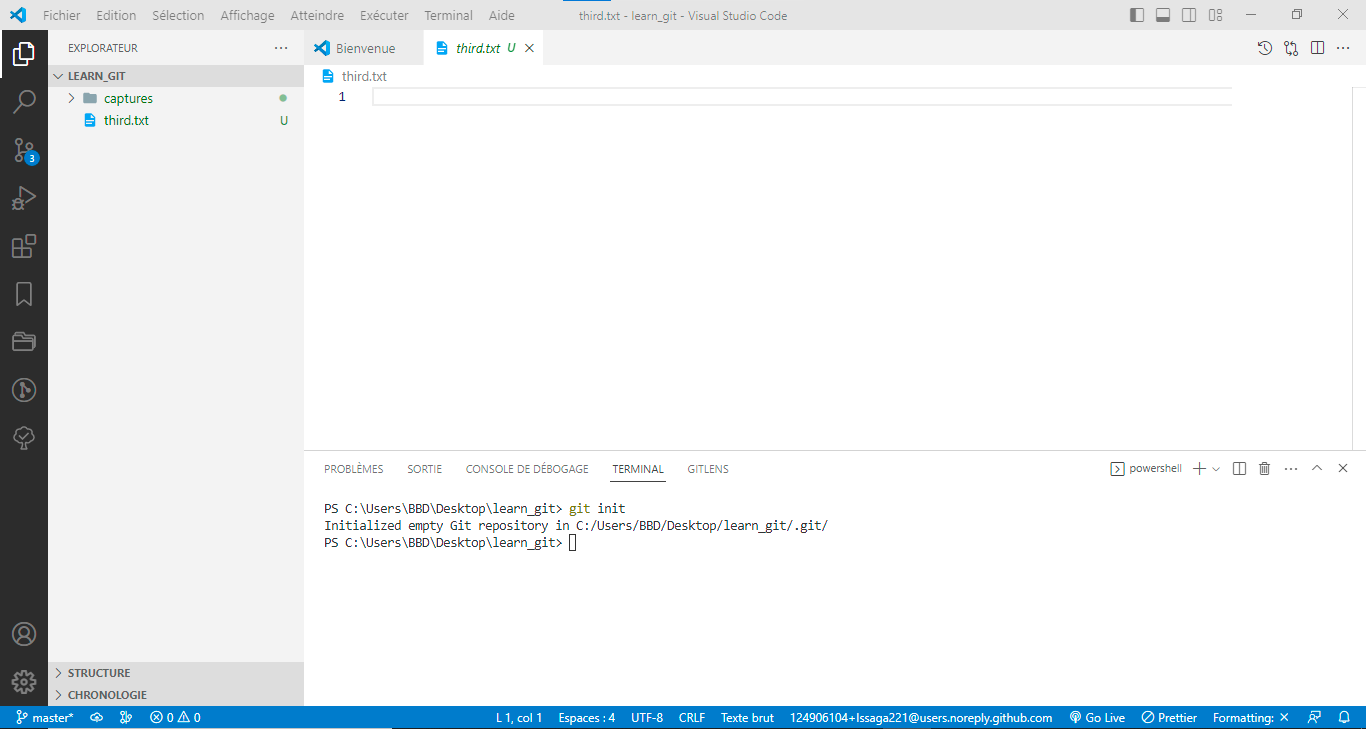 Fichier Edition Sélection Affichage Atteindre Exécuter Terminal Aide third.txt - learn_git - Visual Studio Code
EXPLORATEUR
LEARN_GIT
captures
third.txt U
3
STRUCTURE
CHRONOLOGIE
Bienvenue third.txt U
third.txt
1
PROBLÈMES SORTIE CONSOLE DE DÉBOGAGE TERMINAL GITLENS powershell
PS C:\Users\BBD\Desktop\learn_git> git init
Initialized empty Git repository in C:/Users/BBD/Desktop/learn_git/.git/
PS C:\Users\BBD\Desktop\learn_git>
master* 0 0 L 1, col 1 Espaces : 4 UTF-8 CRLF Texte brut 124906104+Issaga221@users.noreply.github.com Go Live Prettier Formatting: ×